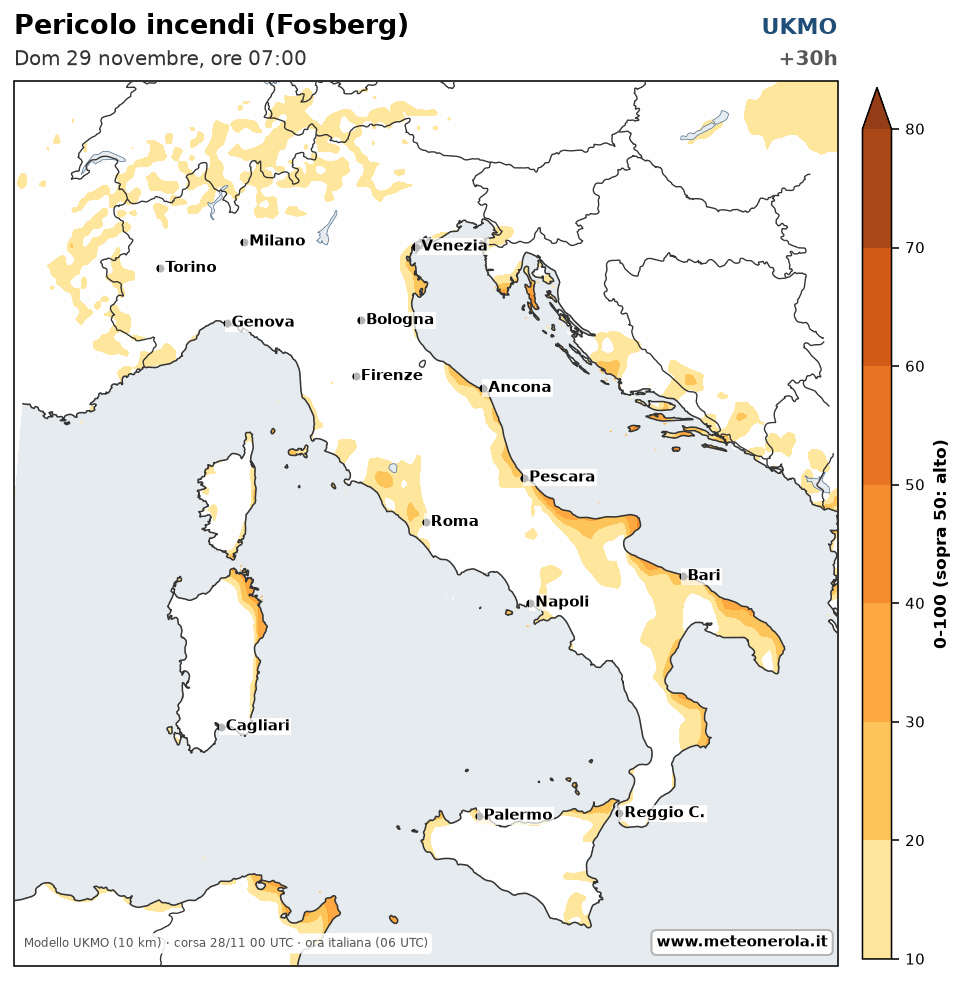 Pericolo incendi (Fosberg)
UKMO
Dom 29 novembre, ore 07:00
+30h
Milano
Venezia
Torino
Bologna
Genova
Firenze
Ancona
Pescara
Roma
Bari
Napoli
Cagliari
Palermo
Reggio C.
80
70
60
50
40
30
20
10
0-100 (sopra 50: alto)
Modello UKMO (10 km) · corsa 28/11 00 UTC · ora italiana (06 UTC)
www.meteonerola.it